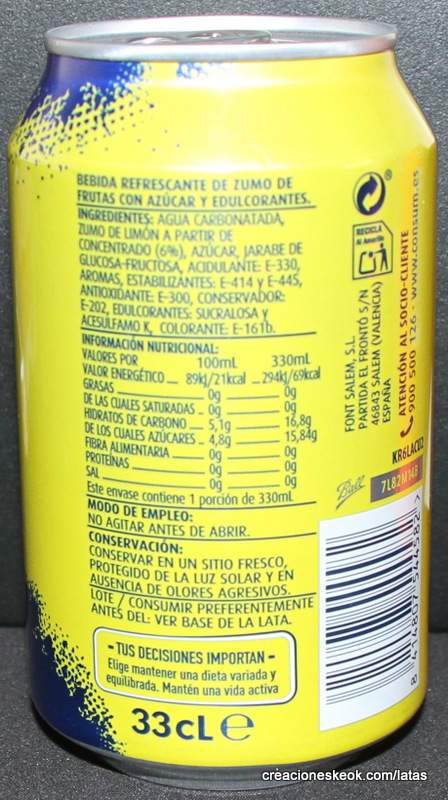 BEBIDA REFRESCANTE DE ZUMO DE
FRUTAS CON AZÚCAR Y EDULCORANTES.
INGREDIENTES: AGUA CARBONATADA,
ZUMO DE LIMÓN A PARTIR DE
CONCENTRADO (6%), AZÚCAR, JARABE DE
GLUCOSA-FRUCTOSA, ACIDULANTE: E-330,
AROMAS, ESTABILIZANTES: E-414 y E-445,
ANTIOXIDANTE: E-300, CONSERVADOR:
E-202, EDULCORANTES: SUCRALOSA y
ACESULFAMO K, COLORANTE: E-161b.
INFORMACIÓN NUTRICIONAL:
VALORES POR 100mL 330mL
VALOR ENERGÉTICO 89kJ/21kcal 294kJ/69kcal
GRASAS 0g 0g
DE LAS CUALES SATURADAS 0g 0g
HIDRATOS DE CARBONO 5,1g 16,8g
DE LOS CUALES AZÚCARES 4,8g 15,84g
FIBRA ALIMENTARIA 0g 0g
PROTEÍNAS 0g 0g
SAL 0g 0g
Este envase contiene 1 porción de 330mL
MODO DE EMPLEO:
NO AGITAR ANTES DE ABRIR.
CONSERVACIÓN:
CONSERVAR EN UN SITIO FRESCO,
PROTEGIDO DE LA LUZ SOLAR Y EN
AUSENCIA DE OLORES AGRESIVOS.
LOTE / CONSUMIR PREFERENTEMENTE
ANTES DEL: VER BASE DE LA LATA.
- TUS DECISIONES IMPORTAN -
Elige mantener una dieta variada y
equilibrada. Mantén una vida activa
33cL e
RECICLA
Al Amarillo
FONT SALEM, S.L
PARTIDA EL FRONTÓ S/N
46843 SALEM (VALENCIA)
ESPAÑA
ATENCIÓN AL SOCIO-CLIENTE
900 500 126 - www.consum.es
KR6LAC02
Ball
7L82M14B
8 414807 544582 >
creacioneskeok.com/latas